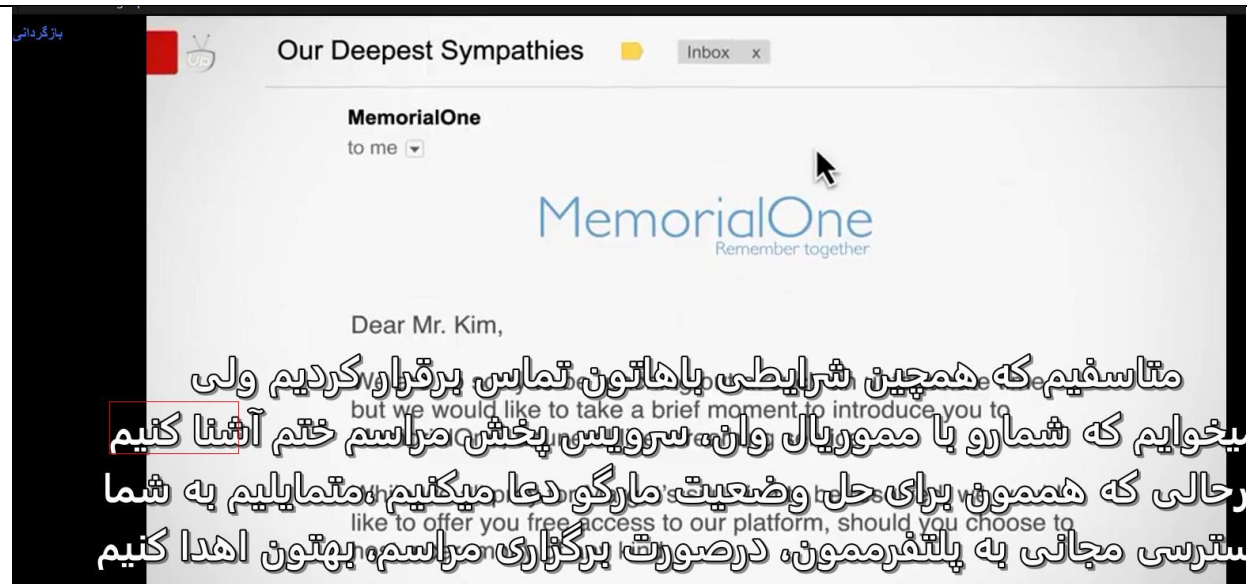 بازگردانی
Our Deepest Sympathies
Inbox x
MemorialOne
to me
MemorialOne
Remember together
Dear Mr. Kim,
متاسفیم که همچین شرایطی باهاتون تماس برقرار کردیم ولی
but we would like to take a brief moment to introduce you to
میخوایم که شمارو با مموریال وان، سرویس پخش مراسم ختم آشنا کنیم
رحالی که هممون برای حل وضعیت مارگو دعا میکنیم ،متمایلیم به شما
like to offer you free access to our platform, should you choose to
سترسی مجانی به پلتفرممون، درصورت برگزاری مراسم، بهتون اهدا کنیم